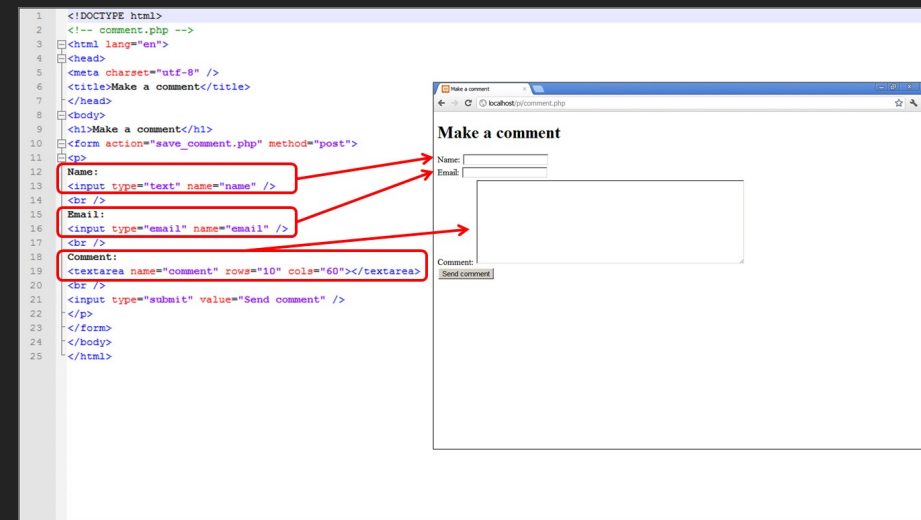 1 <!DOCTYPE html>
2 <!-- comment.php -->
3 <html lang="en">
4 <head>
5 <meta charset="utf-8" />
6 <title>Make a comment</title>
7 </head>
8 <body>
9 <h1>Make a comment</h1>
10 <form action="save_comment.php" method="post">
11 <p>
12 Name:
13 <input type="text" name="name" />
14 <br />
15 Email:
16 <input type="email" name="email" />
17 <br />
18 Comment:
19 <textarea name="comment" rows="10" cols="60"></textarea>
20 <br />
21 <input type="submit" value="Send comment" />
22 </p>
23 </form>
24 </body>
25 </html>
Make a comment
localhost/p/comment.php
Make a comment
Name:
Email:
Comment:
Send comment